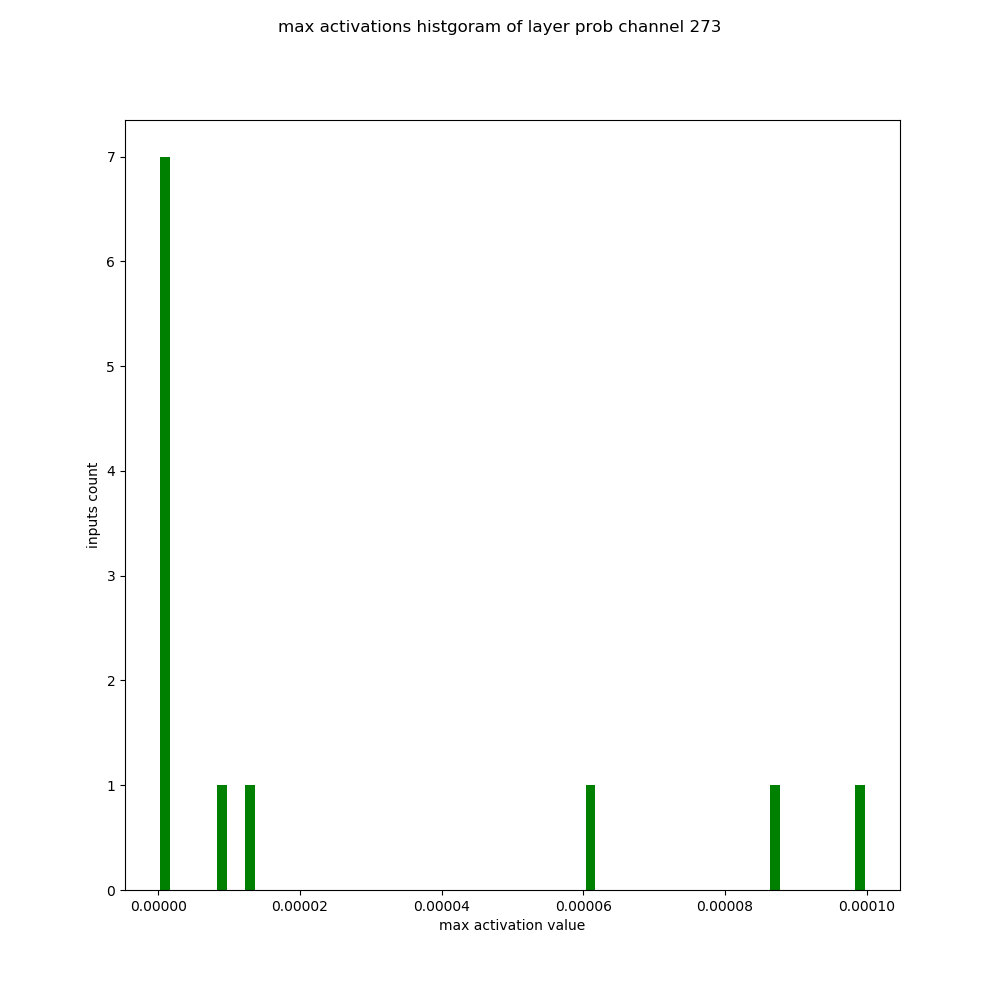 max activations histgoram of layer prob channel 273
7
6
5
4
3
2
1
0
inputs count
0.00000 0.00002 0.00004 0.00006 0.00008 0.00010
max activation value